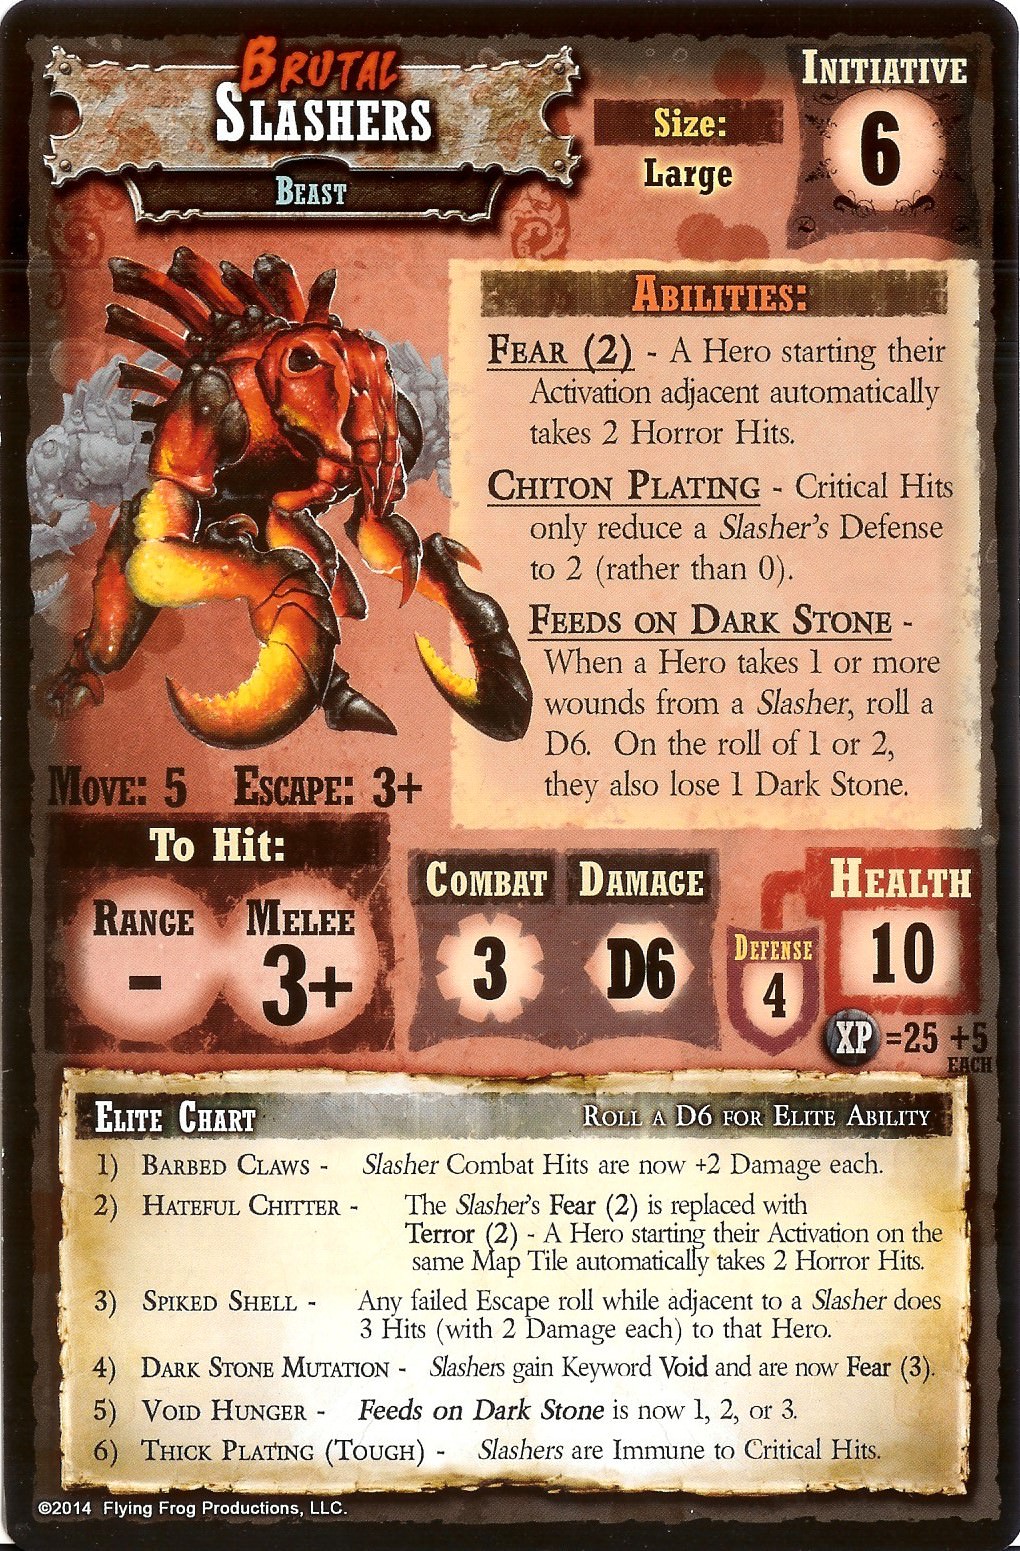 Brutal
Slashers
Beast
Size:
Large
Initiative
6
Abilities:
Fear (2) - A Hero starting their
Activation adjacent automatically
takes 2 Horror Hits.
Chiton Plating - Critical Hits
only reduce a Slasher's Defense
to 2 (rather than 0).
Feeds on Dark Stone -
When a Hero takes 1 or more
wounds from a Slasher, roll a
D6. On the roll of 1 or 2,
they also lose 1 Dark Stone.
Move: 5 Escape: 3+
To Hit:
Range
-
Melee
3+
Combat
3
Damage
D6
Defense
4
Health
10
XP =25 +5
EACH
Elite Chart Roll a D6 for Elite Ability
1) Barbed Claws - Slasher Combat Hits are now +2 Damage each.
2) Hateful Chitter - The Slasher's Fear (2) is replaced with
Terror (2) - A Hero starting their Activation on the
same Map Tile automatically takes 2 Horror Hits.
3) Spiked Shell - Any failed Escape roll while adjacent to a Slasher does
3 Hits (with 2 Damage each) to that Hero.
4) Dark Stone Mutation - Slashers gain Keyword Void and are now Fear (3).
5) Void Hunger - Feeds on Dark Stone is now 1, 2, or 3.
6) Thick Plating (Tough) - Slashers are Immune to Critical Hits.
©2014 Flying Frog Productions, LLC.